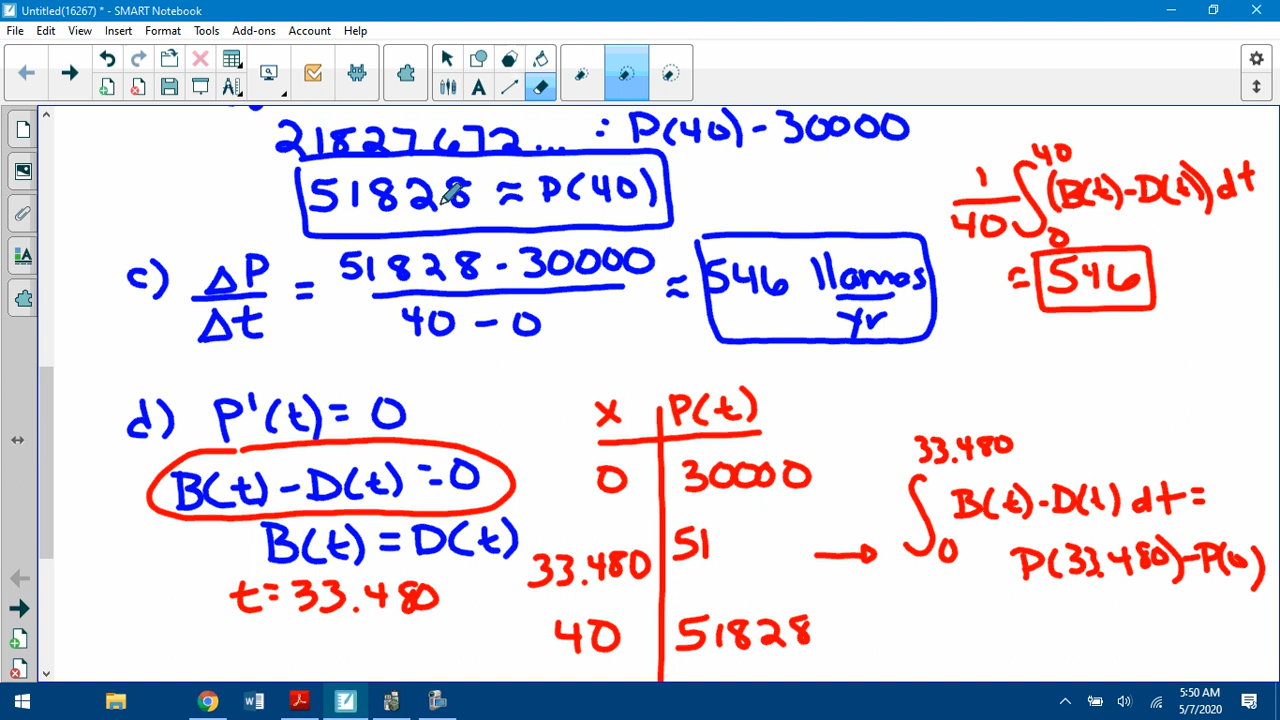 Untitled(16267) * - SMART Notebook
File Edit View Insert Format Tools Add-ons Account Help
21827672... = P(40) - 30000
51828 ≈ P(40)
1/40 ∫₀⁴⁰ (B(t) - D(t)) dt
= 546
c) ΔP/Δt = (51828 - 30000)/(40 - 0) ≈ 546 llamas/yr
d) P'(t) = 0
B(t) - D(t) = 0
B(t) = D(t)
t = 33.480
x P(t)
0 30000
33.480 51
40 51828
→ ∫₀³³·⁴⁸⁰ B(t) - D(t) dt =
P(33.480) - P(0)
5:50 AM
5/7/2020